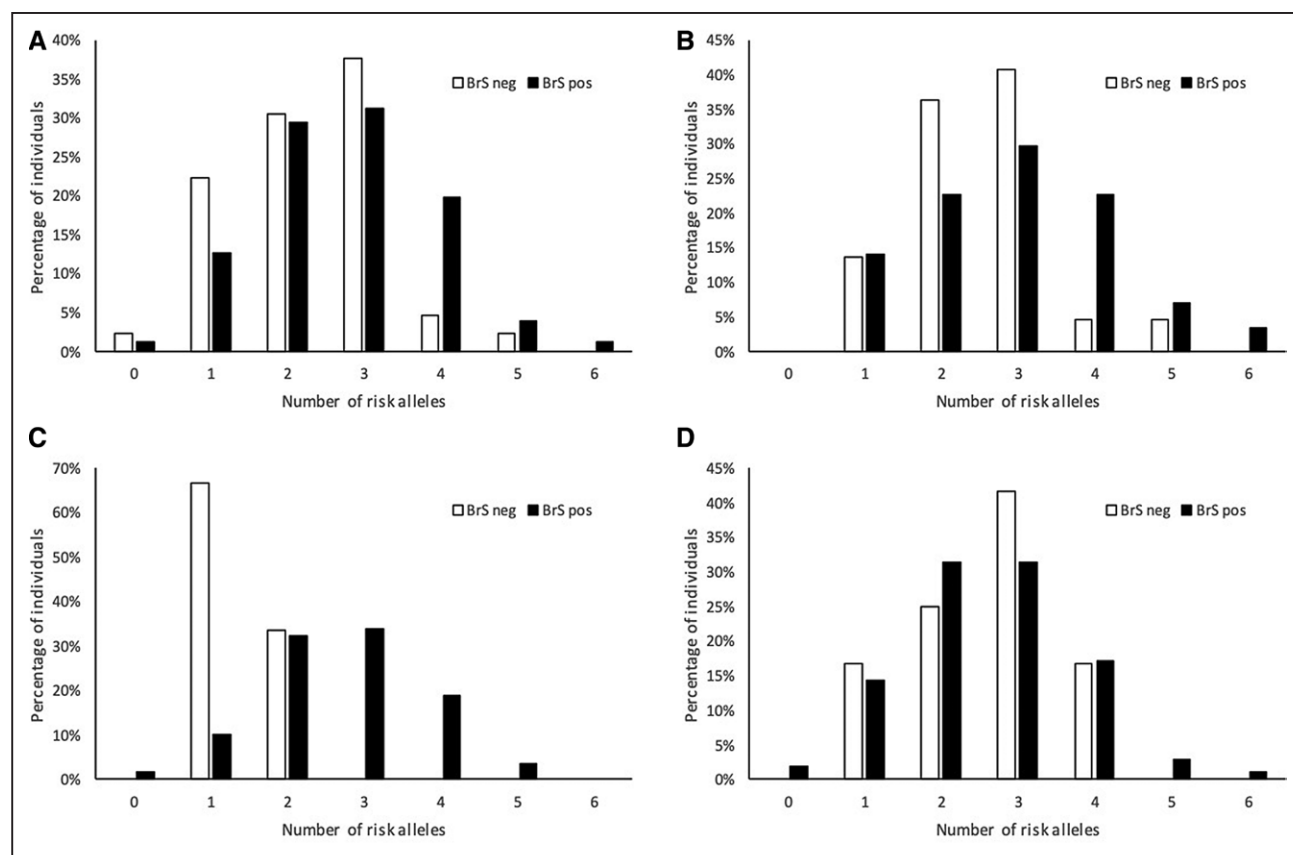 A
40%
35%
30%
25%
20%
15%
10%
5%
0%
Percentage of individuals
BrS neg BrS pos
0 1 2 3 4 5 6
Number of risk alleles
B
45%
40%
35%
30%
25%
20%
15%
10%
5%
0%
Percentage of individuals
BrS neg BrS pos
0 1 2 3 4 5 6
Number of risk alleles
C
70%
60%
50%
40%
30%
20%
10%
0%
Percentage of individuals
BrS neg BrS pos
0 1 2 3 4 5 6
Number of risk alleles
D
45%
40%
35%
30%
25%
20%
15%
10%
5%
0%
Percentage of individuals
BrS neg BrS pos
0 1 2 3 4 5 6
Number of risk alleles